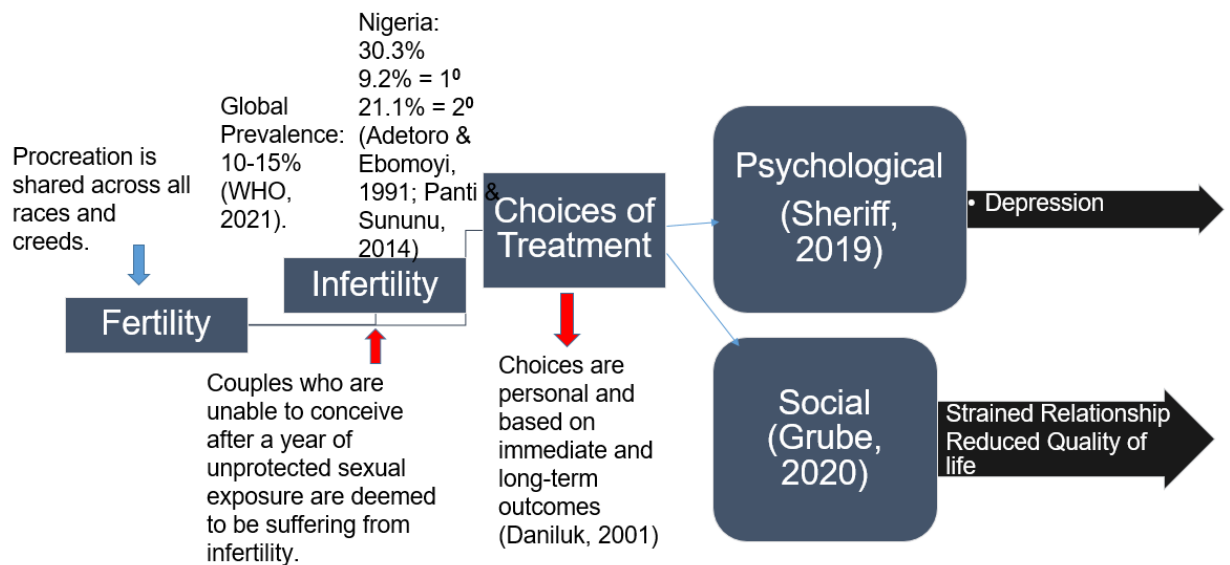 Procreation is
shared across all
races and
creeds.
Fertility
Global
Prevalence:
10-15%
(WHO,
2021).
Nigeria:
30.3%
9.2% = 1⁰
21.1% = 2⁰
(Adetoro &
Ebomoyi,
1991; Panti &
Sununu,
2014)
Infertility
Couples who are
unable to conceive
after a year of
unprotected sexual
exposure are deemed
to be suffering from
infertility.
Choices of
Treatment
Choices are
personal and
based on
immediate and
long-term
outcomes
(Daniluk, 2001)
Psychological
(Sheriff,
2019)
• Depression
Social
(Grube,
2020)
Strained Relationship
Reduced Quality of
life